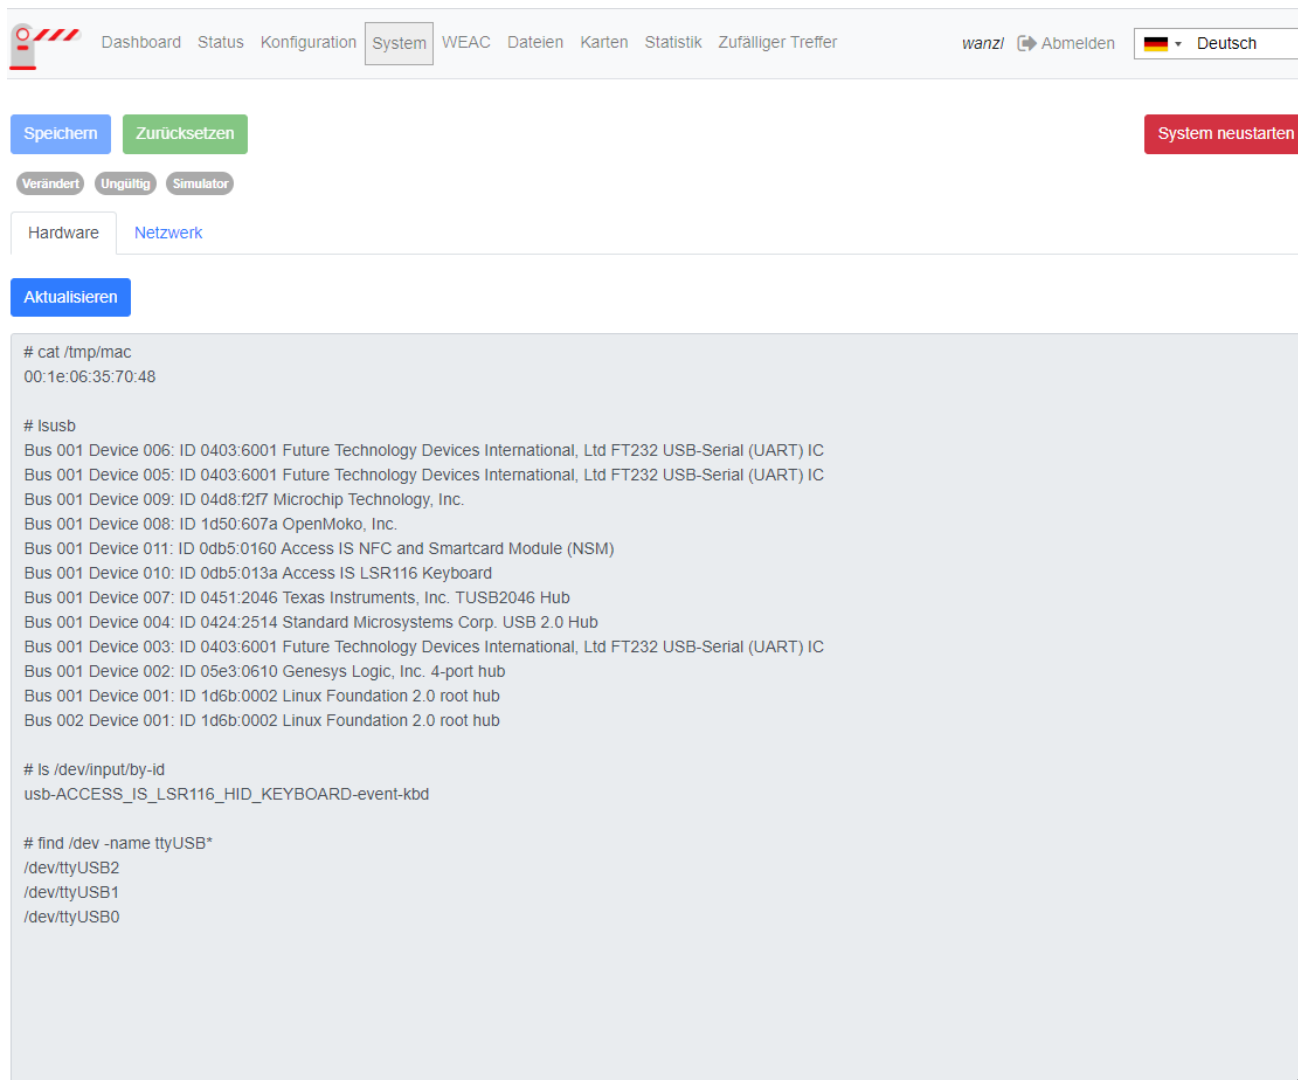 Dashboard Status Konfiguration System WEAC Dateien Karten Statistik Zufälliger Treffer wanzl Abmelden Deutsch
Speichern Zurücksetzen System neustarten
Verändert Ungültig Simulator
Hardware Netzwerk
Aktualisieren
# cat /tmp/mac
00:1e:06:35:70:48
# lsusb
Bus 001 Device 006: ID 0403:6001 Future Technology Devices International, Ltd FT232 USB-Serial (UART) IC
Bus 001 Device 005: ID 0403:6001 Future Technology Devices International, Ltd FT232 USB-Serial (UART) IC
Bus 001 Device 009: ID 04d8:f2f7 Microchip Technology, Inc.
Bus 001 Device 008: ID 1d50:607a OpenMoko, Inc.
Bus 001 Device 011: ID 0db5:0160 Access IS NFC and Smartcard Module (NSM)
Bus 001 Device 010: ID 0db5:013a Access IS LSR116 Keyboard
Bus 001 Device 007: ID 0451:2046 Texas Instruments, Inc. TUSB2046 Hub
Bus 001 Device 004: ID 0424:2514 Standard Microsystems Corp. USB 2.0 Hub
Bus 001 Device 003: ID 0403:6001 Future Technology Devices International, Ltd FT232 USB-Serial (UART) IC
Bus 001 Device 002: ID 05e3:0610 Genesys Logic, Inc. 4-port hub
Bus 001 Device 001: ID 1d6b:0002 Linux Foundation 2.0 root hub
Bus 002 Device 001: ID 1d6b:0002 Linux Foundation 2.0 root hub
# ls /dev/input/by-id
usb-ACCESS_IS_LSR116_HID_KEYBOARD-event-kbd
# find /dev -name ttyUSB*
/dev/ttyUSB2
/dev/ttyUSB1
/dev/ttyUSB0